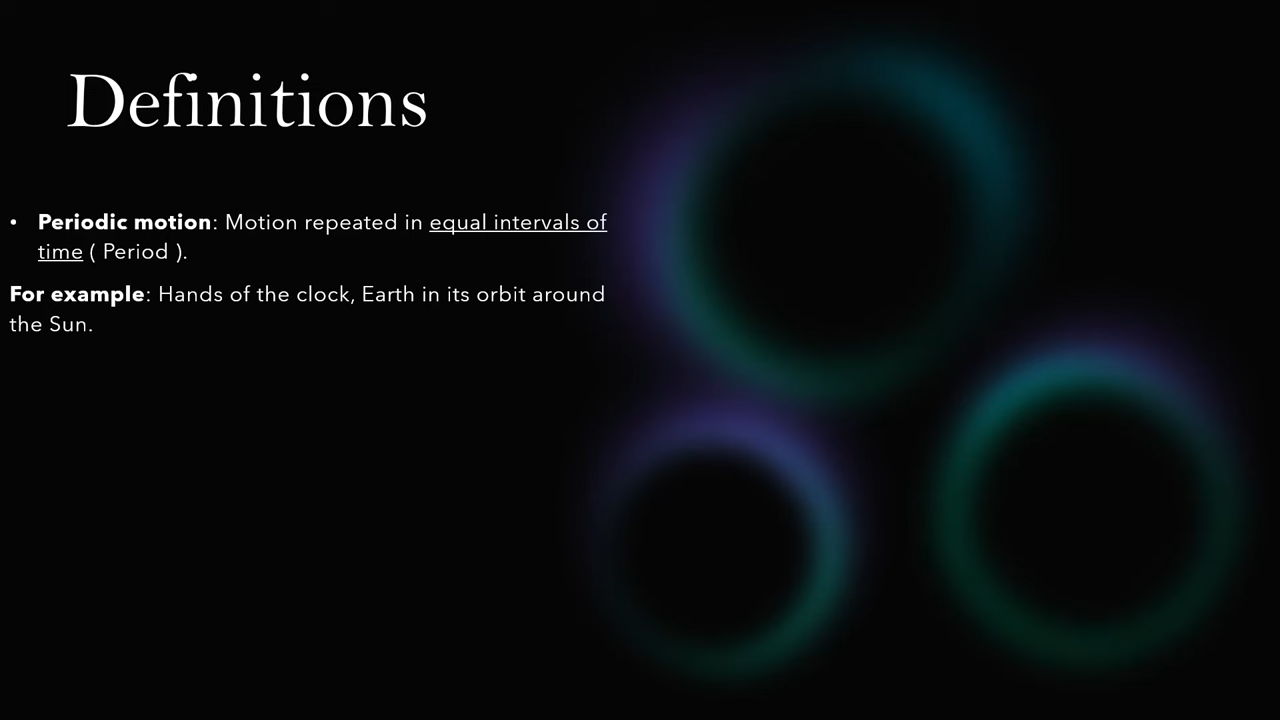 Definitions
• Periodic motion: Motion repeated in equal intervals of
time ( Period ).
For example: Hands of the clock, Earth in its orbit around
the Sun.